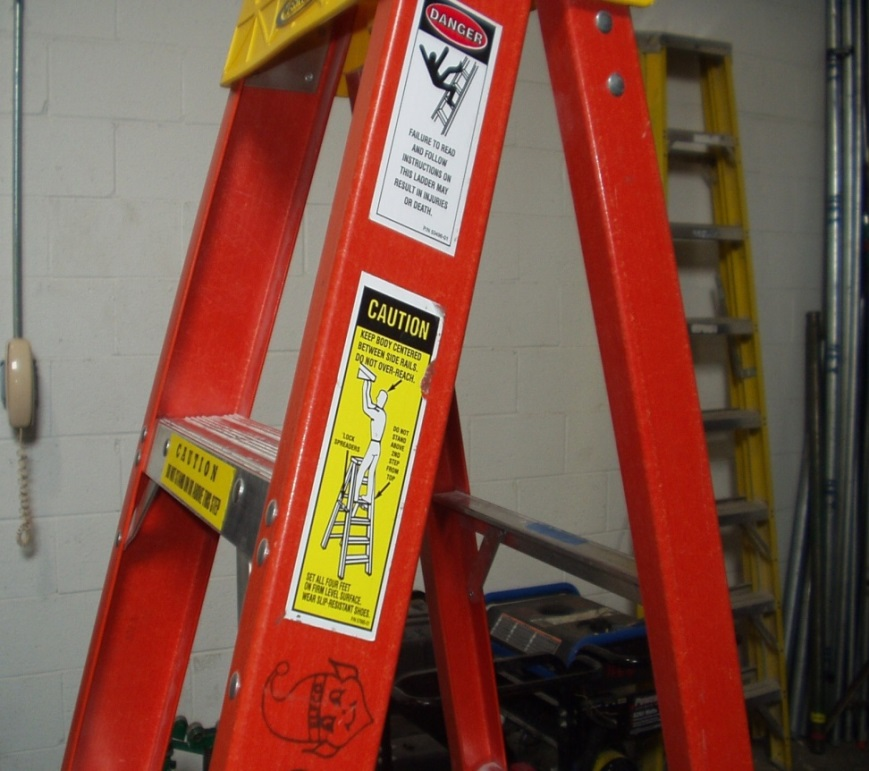 DANGER
FAILURE TO READ
AND FOLLOW
INSTRUCTIONS ON
THIS LADDER MAY
RESULT IN INJURIES
OR DEATH.
CAUTION
KEEP BODY CENTERED
BETWEEN SIDE RAILS.
DO NOT OVER-REACH.
"LOCK
SPREADERS"
DO NOT
STAND
ABOVE
2ND
STEP
FROM
TOP
SET ALL FOUR FEET
ON FIRM LEVEL SURFACE.
WEAR SLIP-RESISTANT SHOES.
CAUTION
DO NOT STAND ON OR ABOVE THIS STEP